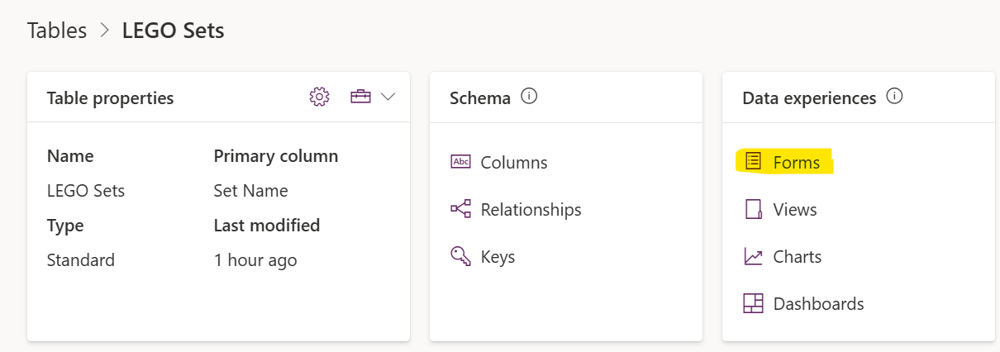 Tables > LEGO Sets
Table properties
Name
Primary column
LEGO Sets
Set Name
Type
Last modified
Standard
1 hour ago
Schema
Abc Columns
Relationships
Keys
Data experiences
Forms
Views
Charts
Dashboards